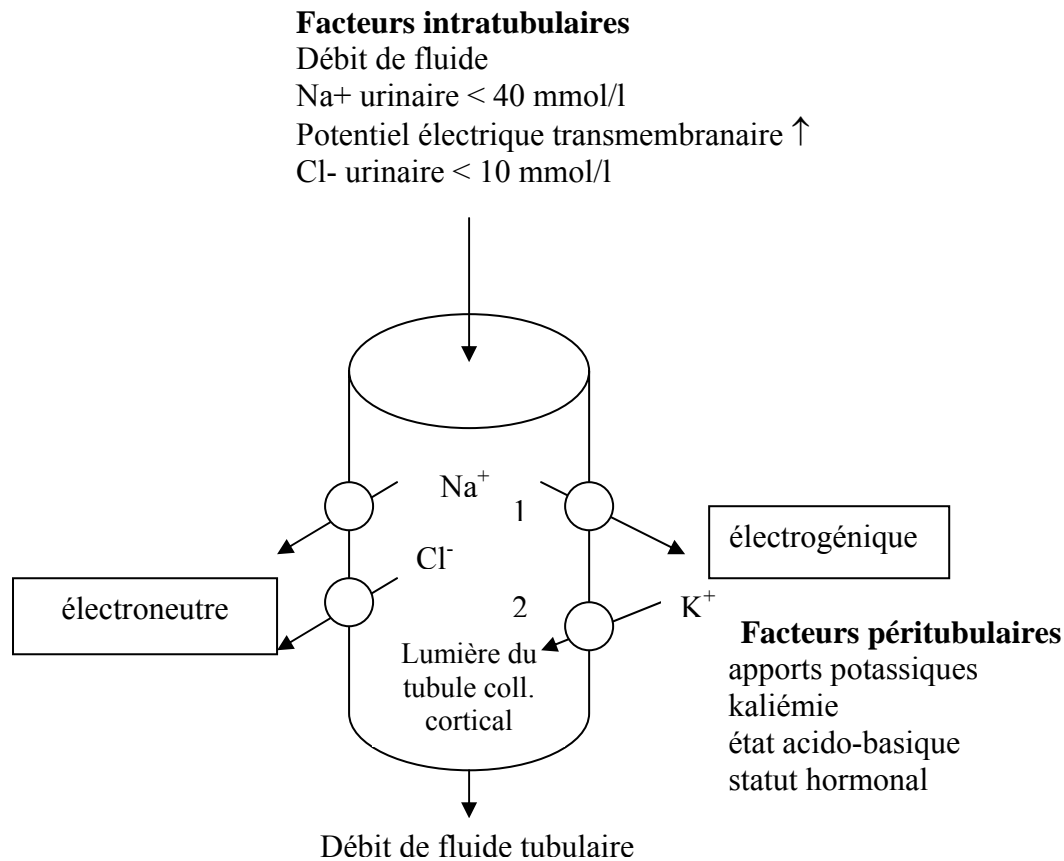 Facteurs intratubulaires
Débit de fluide
Na+ urinaire < 40 mmol/l
Potentiel électrique transmembranaire ↑
Cl- urinaire < 10 mmol/l
Na⁺
1
électrogénique
Cl⁻
électroneutre
2
K⁺
Lumière du
tubule coll.
cortical
Facteurs péritubulaires
apports potassiques
kaliémie
état acido-basique
statut hormonal
Débit de fluide tubulaire